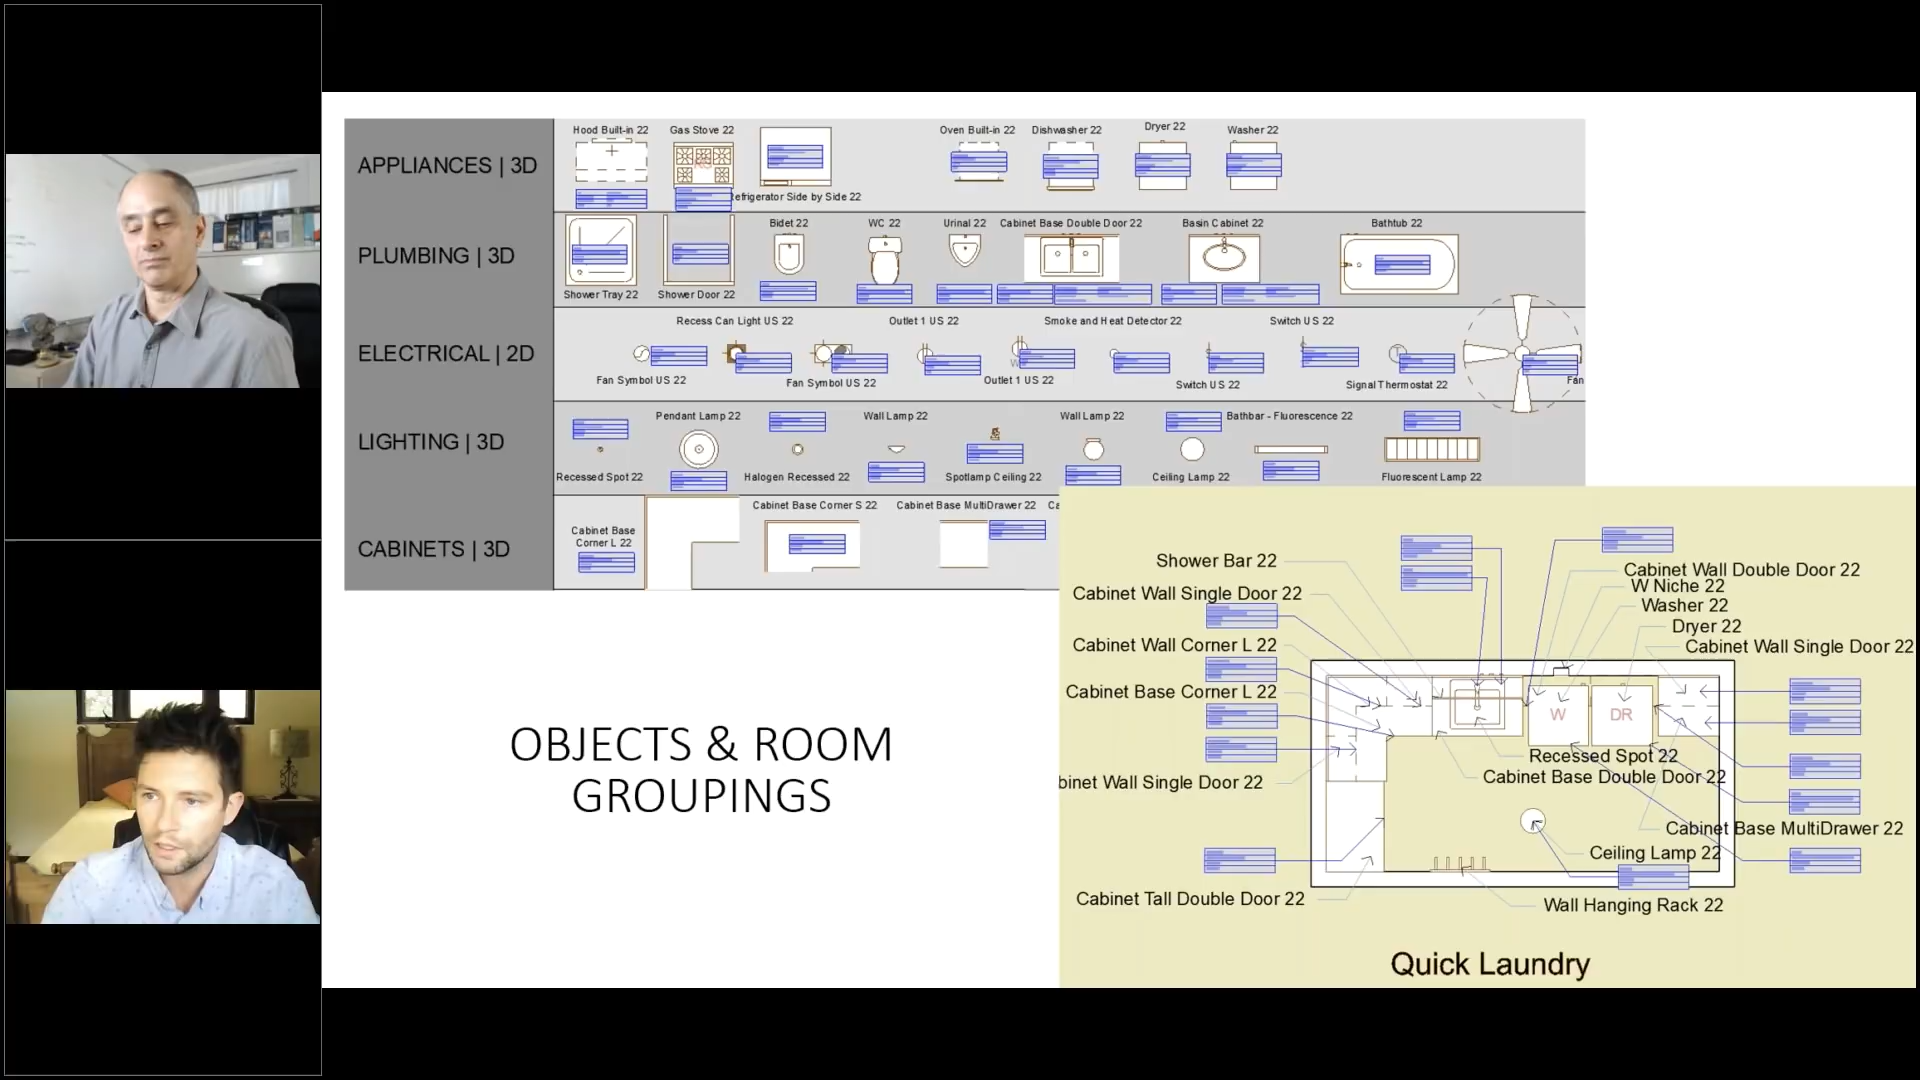 APPLIANCES | 3D
Hood Built-in 22
Gas Stove 22
efrigerator Side by Side 22
Oven Built-in 22
Dishwasher 22
Dryer 22
Washer 22
PLUMBING | 3D
Shower Tray 22
Shower Door 22
Bidet 22
WC 22
Urinal 22
Cabinet Base Double Door 22
Basin Cabinet 22
Bathtub 22
ELECTRICAL | 2D
Recess Can Light US 22
Outlet 1 US 22
Smoke and Heat Detector 22
Switch US 22
Fan Symbol US 22
Fan Symbol US 22
Outlet 1 US 22
Switch US 22
Signal Thermostat 22
Fan
LIGHTING | 3D
Pendant Lamp 22
Wall Lamp 22
Wall Lamp 22
Bathbar - Fluorescence 22
Recessed Spot 22
Halogen Recessed 22
Spotlamp Ceiling 22
Ceiling Lamp 22
Fluorescent Lamp 22
CABINETS | 3D
Cabinet Base
Corner L 22
Cabinet Base Corner S 22
Cabinet Base MultiDrawer 22
Ca
OBJECTS & ROOM
GROUPINGS
Shower Bar 22
Cabinet Wall Single Door 22
Cabinet Wall Corner L 22
Cabinet Base Corner L 22
binet Wall Single Door 22
Cabinet Tall Double Door 22
Cabinet Wall Double Door 22
W Niche 22
Washer 22
Dryer 22
Cabinet Wall Single Door 22
W
DR
Recessed Spot 22
Cabinet Base Double Door 22
Cabinet Base MultiDrawer 22
Ceiling Lamp 22
Wall Hanging Rack 22
Quick Laundry